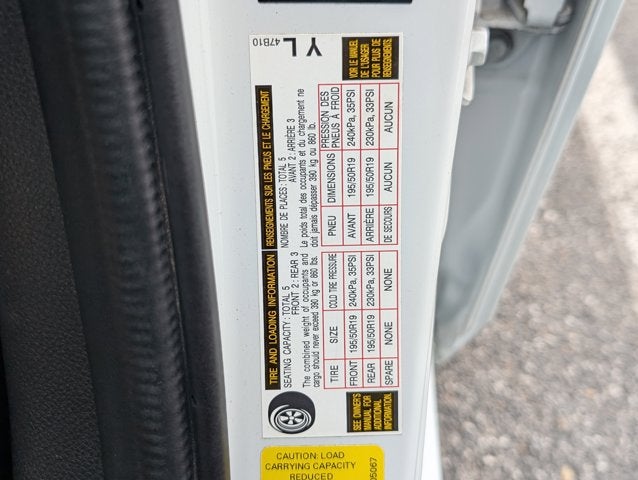 TIRE AND LOADING INFORMATION
SEATING CAPACITY : TOTAL 5
FRONT 2 : REAR 3
The combined weight of occupants and
cargo should never exceed 390 kg or 860 lbs.
TIRE SIZE COLD TIRE PRESSURE
FRONT 195/50R19 240kPa, 35PSI
REAR 195/50R19 230kPa, 33PSI
SPARE NONE NONE
SEE OWNER'S
MANUAL FOR
ADDITIONAL
INFORMATION.
RENSEIGNEMENTS SUR LES PNEUS ET LE CHARGEMENT
NOMBRE DE PLACES : TOTAL 5
AVANT 2 : ARRIÈRE 3
Le poids total des occupants et du chargement ne
doit jamais dépasser 390 kg ou 860 lb.
PNEU DIMENSIONS PRESSION DES
PNEUS À FROID
AVANT 195/50R19 240kPa, 35PSI
ARRIÈRE 195/50R19 230kPa, 33PSI
DE SECOURS AUCUN AUCUN
VOIR LE MANUEL
DE L'USAGER
POUR PLUS DE
RENSEIGNEMENTS.
47B10
YL
CAUTION: LOAD
CARRYING CAPACITY
REDUCED